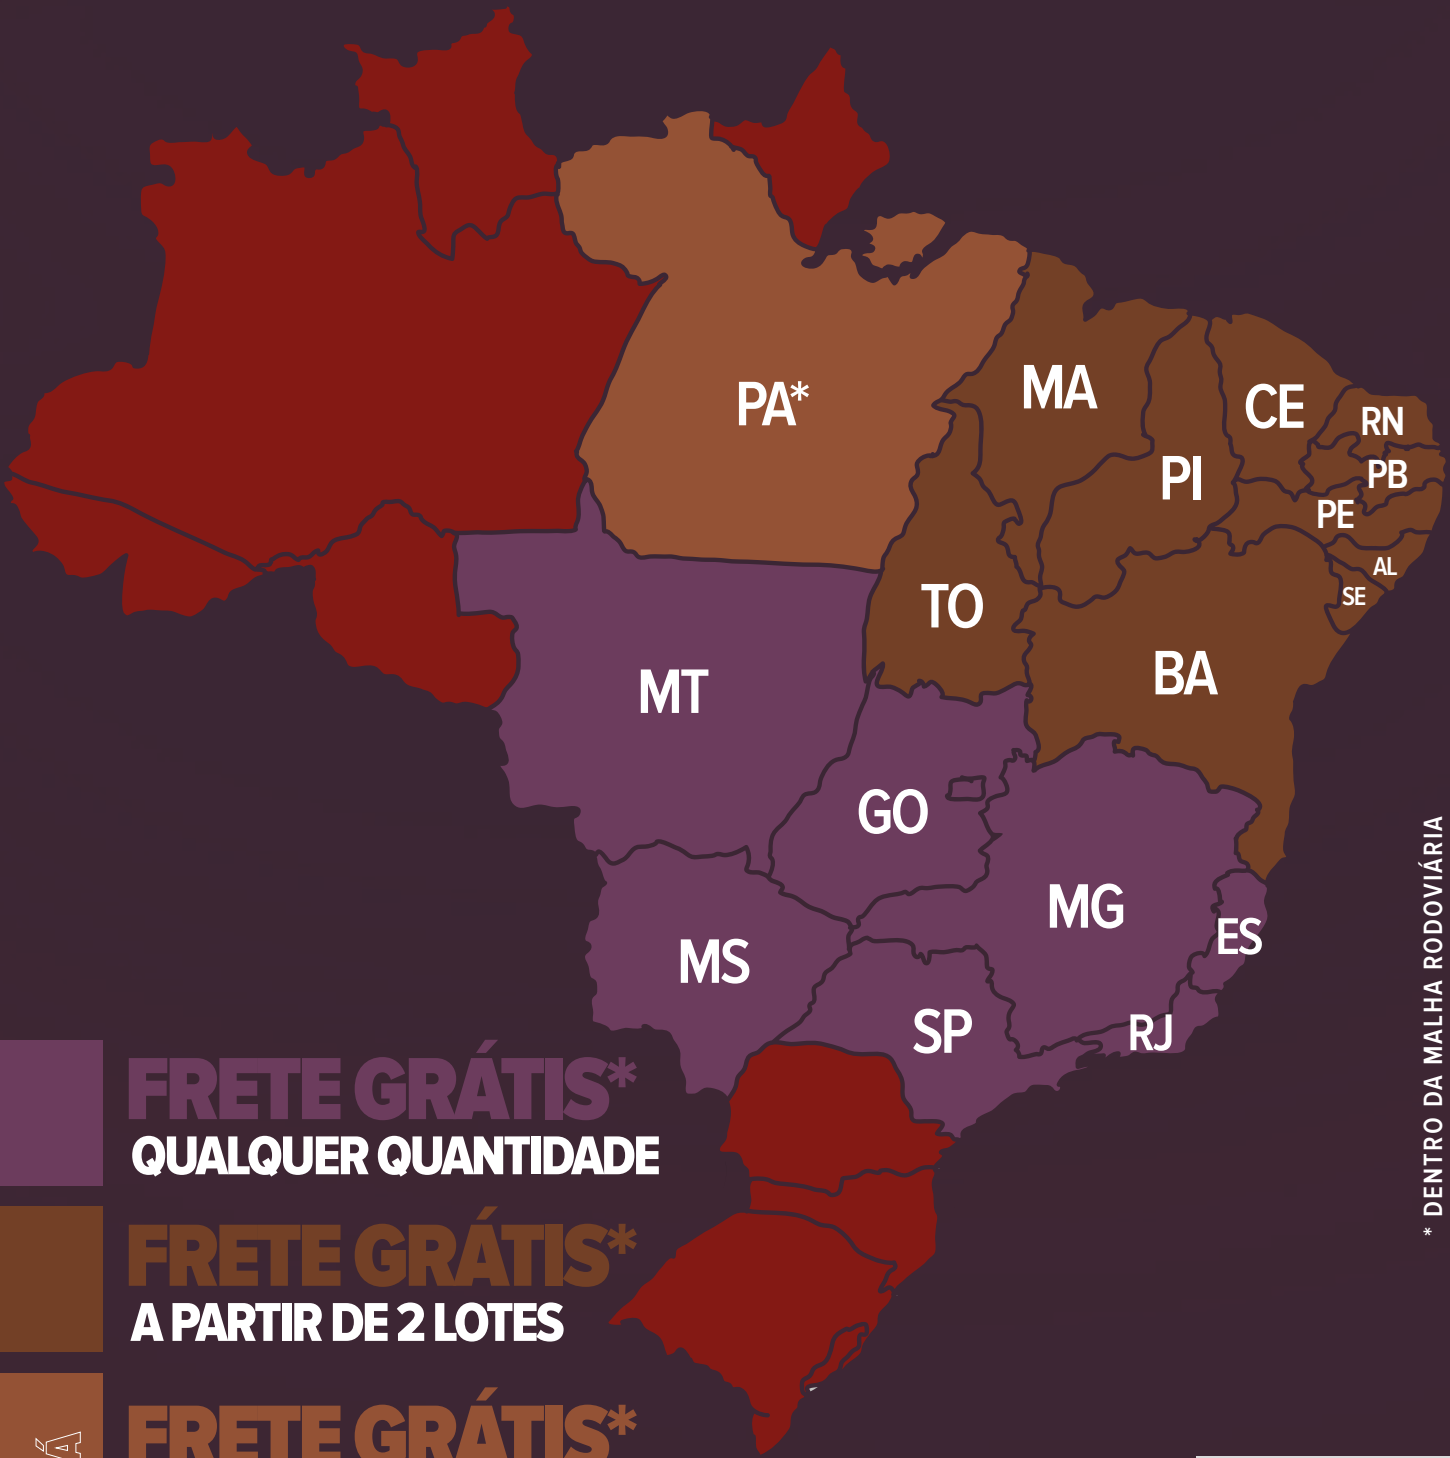 PA*
MA
CE
RN
PI
PB
PE
AL
SE
TO
BA
MT
GO
MG
ES
MS
SP
RJ
FRETE GRÁTIS*
QUALQUER QUANTIDADE
FRETE GRÁTIS*
A PARTIR DE 2 LOTES
FRETE GRÁTIS*
* DENTRO DA MALHA RODOVIÁRIA